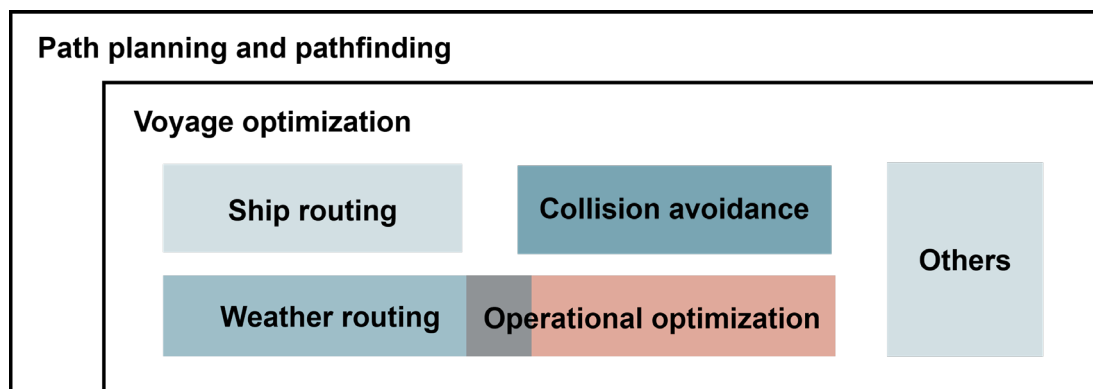 Path planning and pathfinding
Voyage optimization
Ship routing
Collision avoidance
Others
Weather routing
Operational optimization